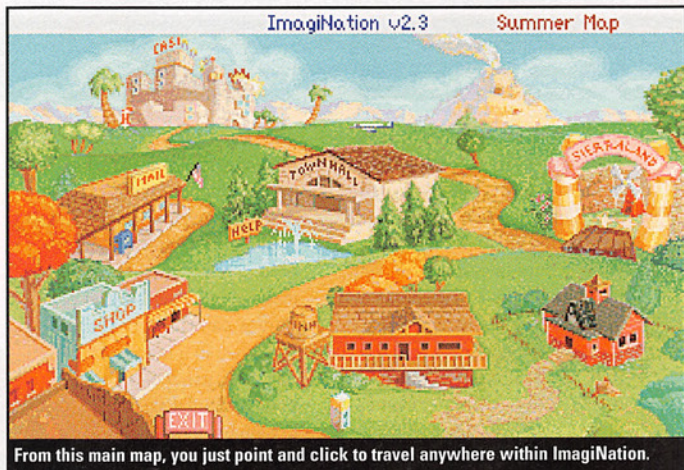 ImagiNation v2.3 Summer Map
MAIL
TOWN HALL
SIERRALAND
HELP
SHOP
INN
EXIT
From this main map, you just point and click to travel anywhere within ImagiNation.